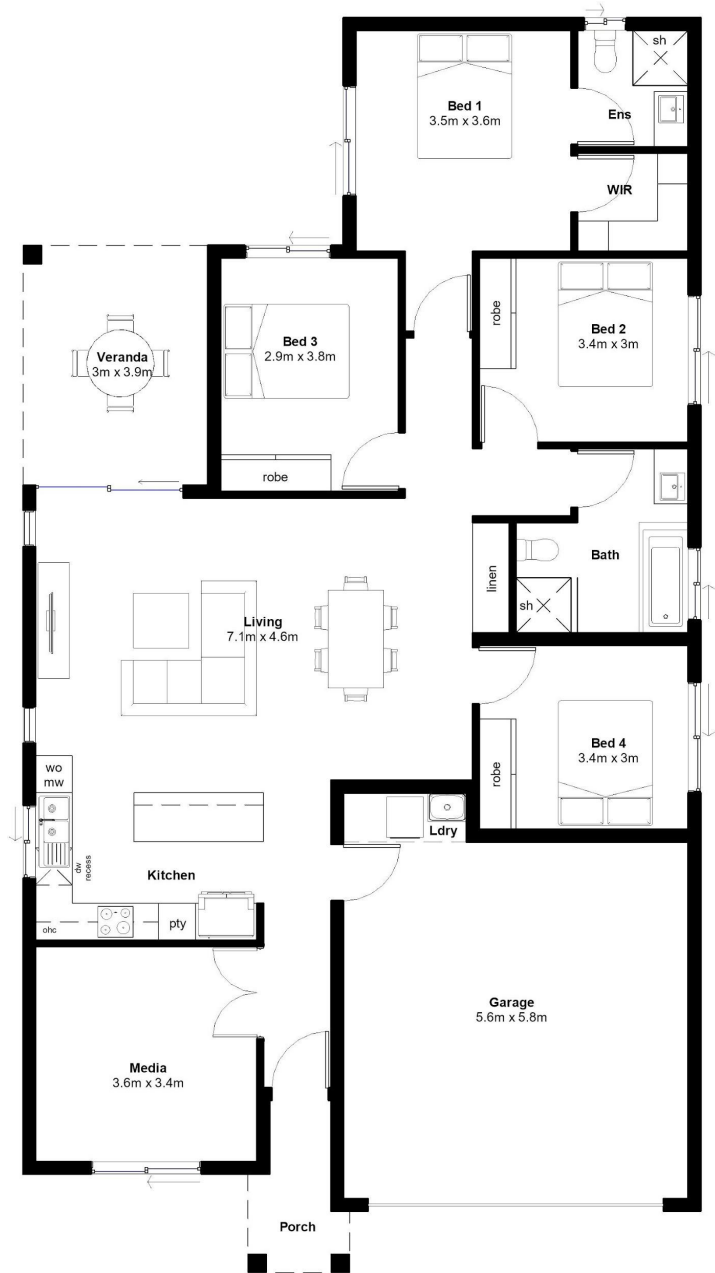 sh
Bed 1
3.5m x 3.6m
Ens
WIR
robe
Bed 2
3.4m x 3m
Bed 3
2.9m x 3.8m
Veranda
3m x 3.9m
robe
Bath
linen
sh
Living
7.1m x 4.6m
Bed 4
3.4m x 3m
robe
wo
mw
Ldry
dw
recess
Kitchen
pty
ohc
Garage
5.6m x 5.8m
Media
3.6m x 3.4m
Porch